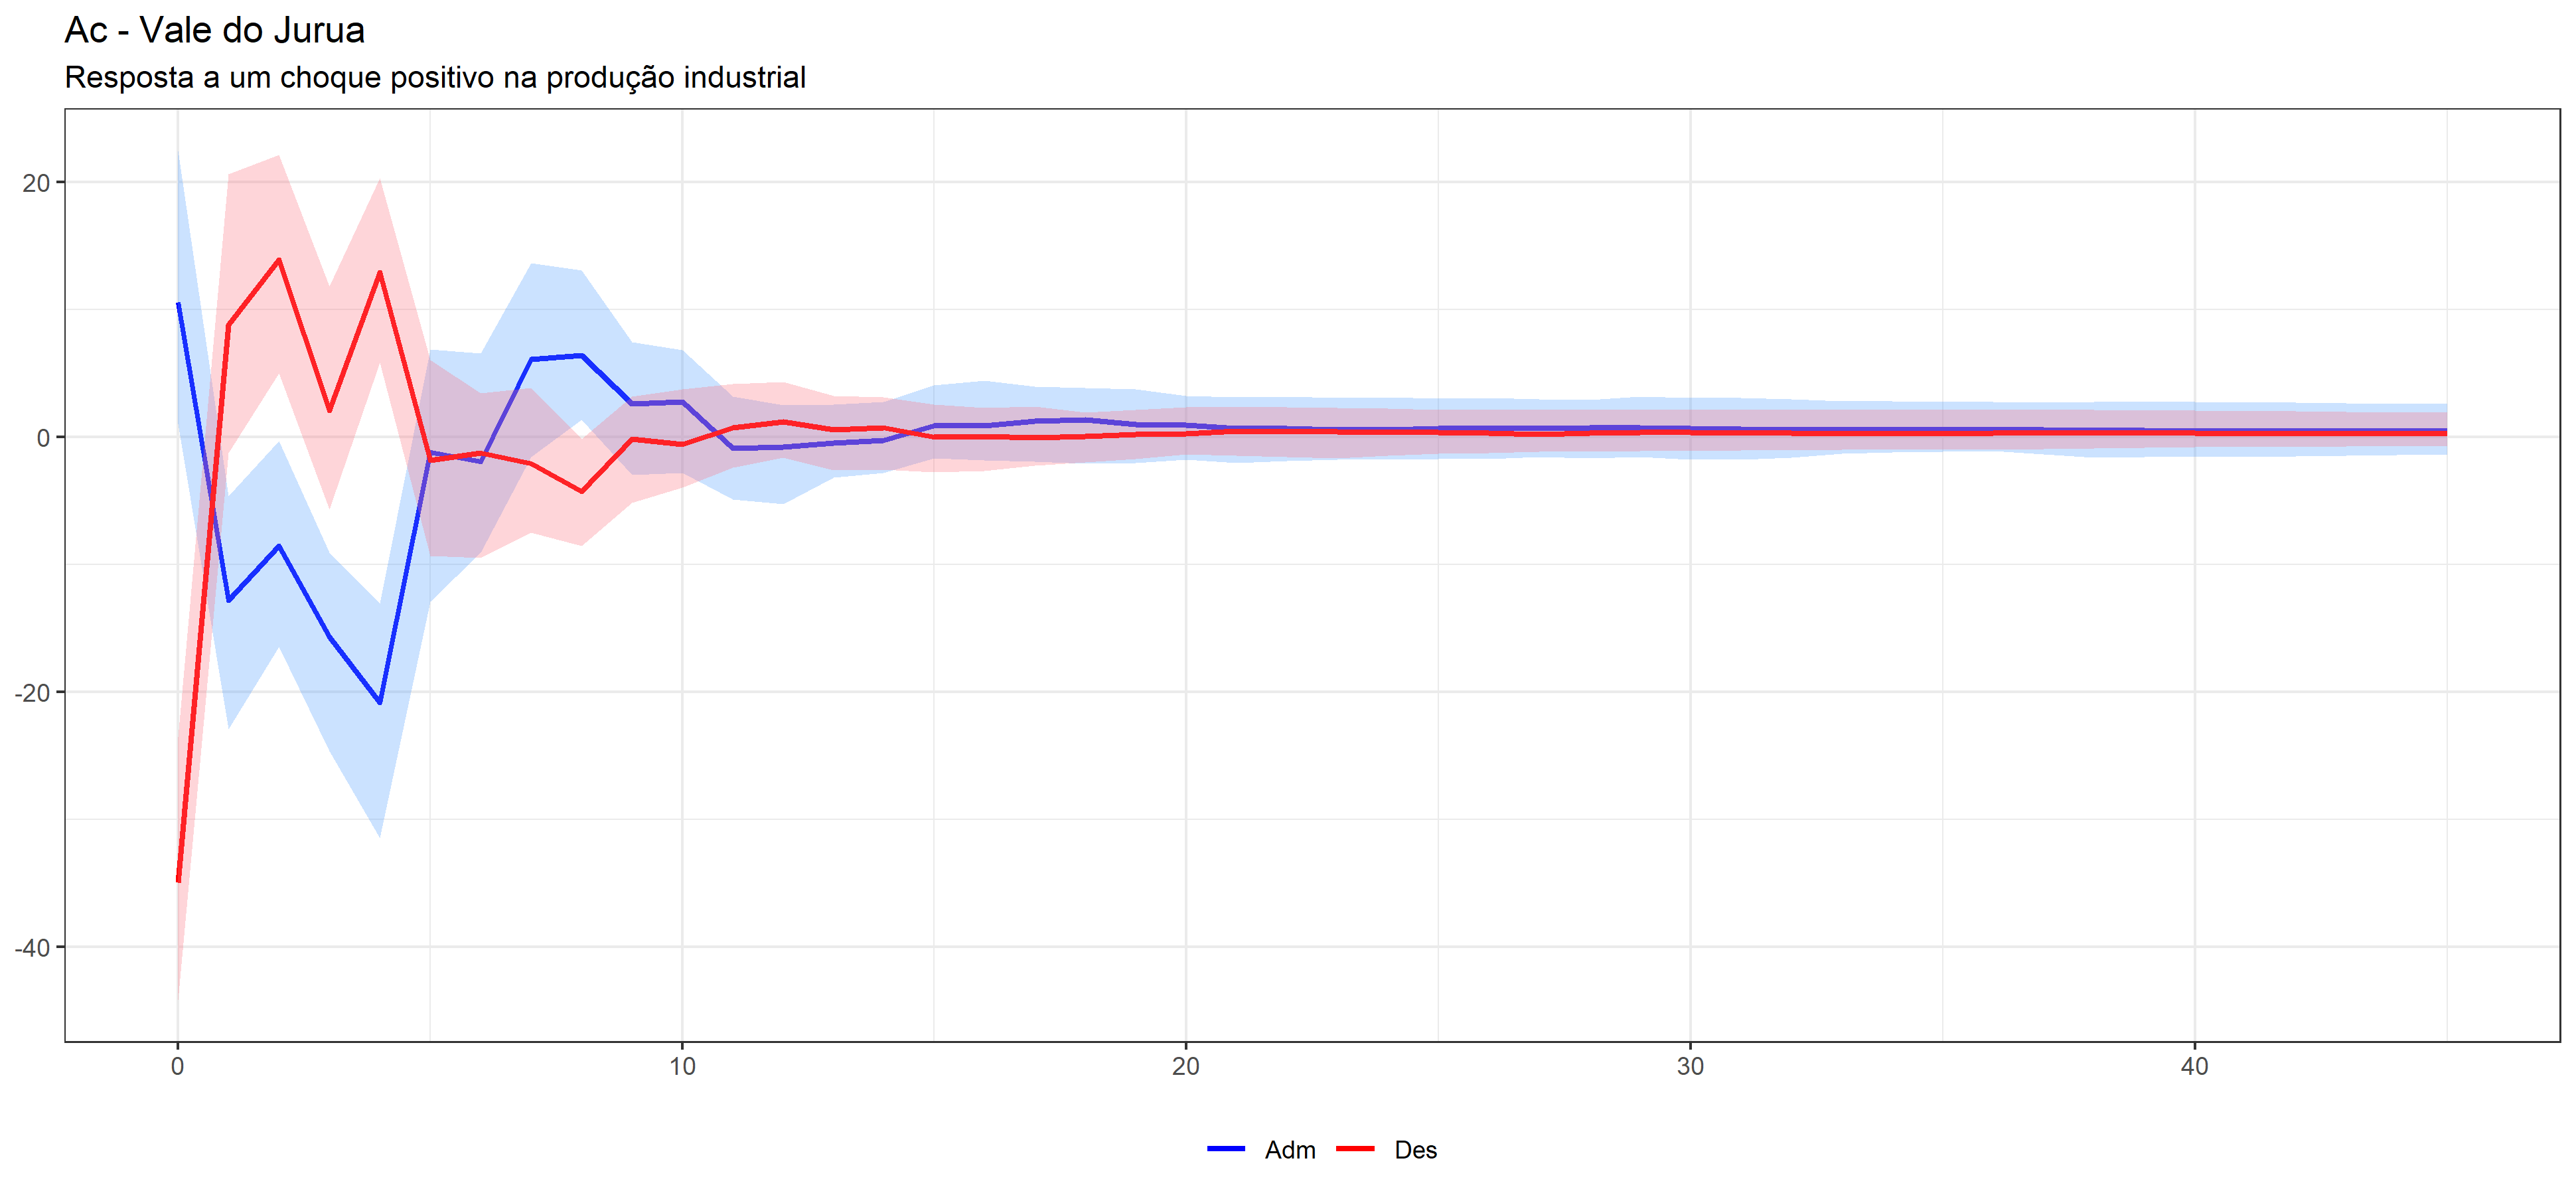 Ac - Vale do Jurua
Resposta a um choque positivo na produção industrial
20
0
-20
-40
0 10 20 30 40
Adm Des